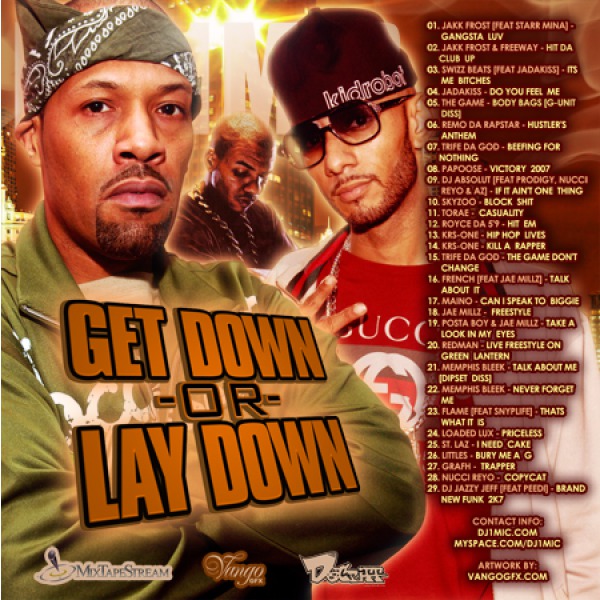 kidrobot
01. JAKK FROST [FEAT STARR MINA] -
GANGSTA LUV
02. JAKK FROST & FREEWAY - HIT DA
CLUB UP
03. SWIZZ BEATS [FEAT JADAKISS] - ITS
ME BITCHES
04. JADAKISS - DO YOU FEEL ME
05. THE GAME - BODY BAGS [G-UNIT
DISS]
06. REMO DA RAPSTAR - HUSTLER'S
ANTHEM
07. TRIFE DA GOD - BEEFING FOR
NOTHING
08. PAPOOSE - VICTORY 2007
09. DJ ABSOLUT [FEAT PRODIGY, NUCCI
REYO & AZ] - IF IT AIN'T ONE THING
10. SKYZOO - BLOCK SHIT
11. TORAE - CASUALITY
12. ROYCE DA 5'9 - HIT EM
13. KRS-ONE - HIP HOP LIVES
14. KRS-ONE - KILL A RAPPER
15. TRIFE DA GOD - THE GAME DON'T
CHANGE
16. FRENCH [FEAT JAE MILLZ] - TALK
ABOUT IT
17. MAINO - CAN I SPEAK TO BIGGIE
18. JAE MILLZ - FREESTYLE
19. POSTA BOY & JAE MILLZ - TAKE A
LOOK IN MY EYES
20. REDMAN - LIVE FREESTYLE ON
GREEN LANTERN
21. MEMPHIS BLEEK - TALK ABOUT ME
[DIPSET DISS]
22. MEMPHIS BLEEK - NEVER FORGET
ME
23. FLAME [FEAT SNYPLIFE] - THATS
WHAT IT IS
24. LOADED LUX - PRICELESS
25. ST. LAZ - I NEED CAKE
26. LITTLES - BURY ME A G
27. GRAFH - TRAPPER
28. NUCCI REYO - COPYCAT
29. DJ JAZZY JEFF [FEAT PEEDI] - BRAND
NEW FUNK 2K7
GUCC
GET DOWN
-OR-
LAY DOWN
CONTACT INFO:
DJ1MIC.COM
MYSPACE.COM/DJ1MIC
ARTWORK BY:
VANGOGFX.COM
MIXTAPESTREAM
Vango
GFX